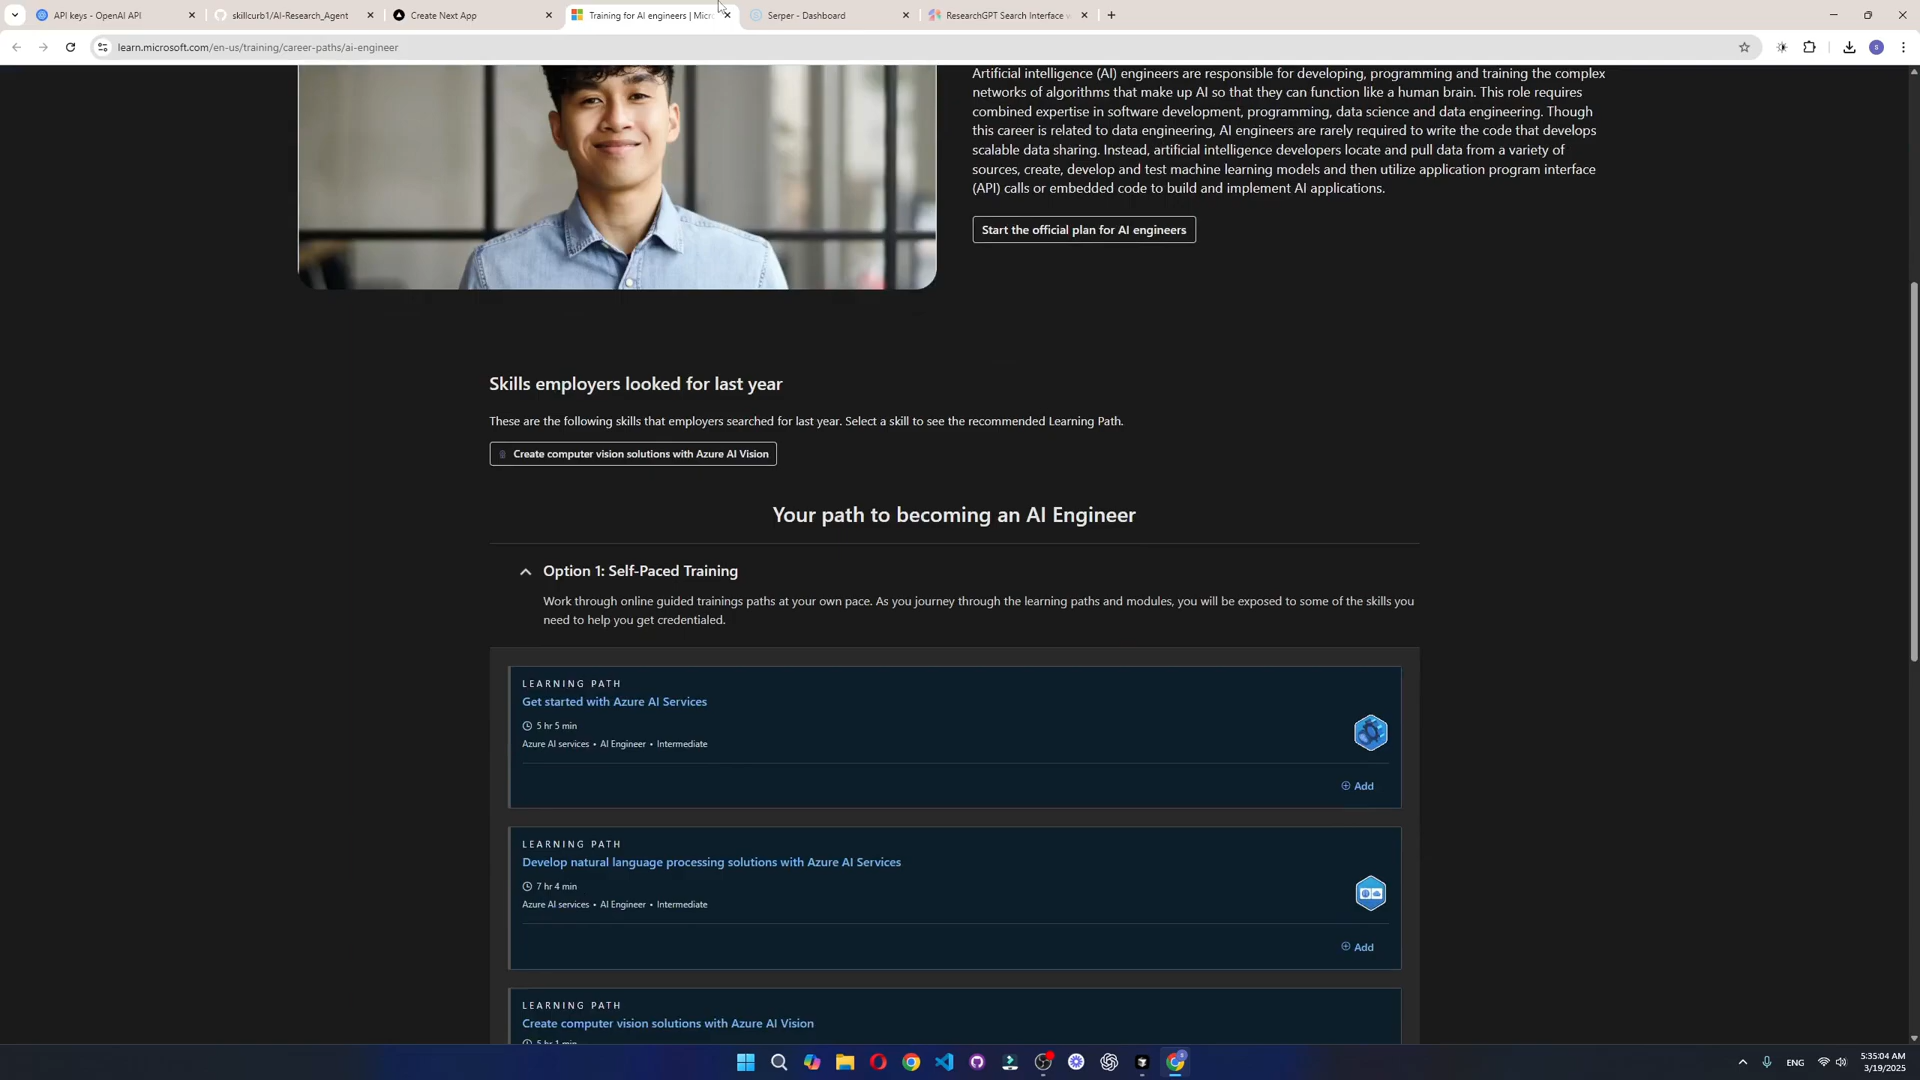 API keys - OpenAI API
skillcurb1/AI-Research_Agent
Create Next App
Training for AI engineers | Micr
Serper - Dashboard
ResearchGPT Search Interface
learn.microsoft.com/en-us/training/career-paths/ai-engineer
Artificial intelligence (AI) engineers are responsible for developing, programming and training the complex
networks of algorithms that make up AI so that they can function like a human brain. This role requires
combined expertise in software development, programming, data science and data engineering. Though
this career is related to data engineering, AI engineers are rarely required to write the code that develops
scalable data sharing. Instead, artificial intelligence developers locate and pull data from a variety of
sources, create, develop and test machine learning models and then utilize application program interface
(API) calls or embedded code to build and implement AI applications.
Start the official plan for AI engineers
Skills employers looked for last year
These are the following skills that employers searched for last year. Select a skill to see the recommended Learning Path.
Create computer vision solutions with Azure AI Vision
Your path to becoming an AI Engineer
Option 1: Self-Paced Training
Work through online guided trainings paths at your own pace. As you journey through the learning paths and modules, you will be exposed to some of the skills you
need to help you get credentialed.
LEARNING PATH
Get started with Azure AI Services
5 hr 5 min
Azure AI services • AI Engineer • Intermediate
Add
LEARNING PATH
Develop natural language processing solutions with Azure AI Services
7 hr 4 min
Azure AI services • AI Engineer • Intermediate
Add
LEARNING PATH
Create computer vision solutions with Azure AI Vision
5 hr 1 min
ENG
5:35:04 AM
3/19/2025